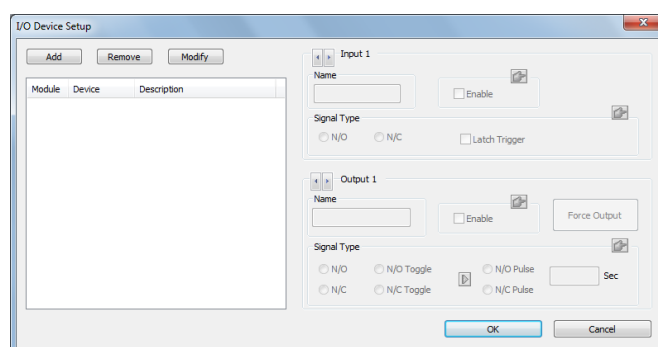 I/O Device Setup
Add Remove Modify
Module Device Description
Input 1
Name
Enable
Signal Type
N/O N/C Latch Trigger
Output 1
Name
Enable Force Output
Signal Type
N/O N/O Toggle N/O Pulse Sec
N/C N/C Toggle N/C Pulse
OK Cancel